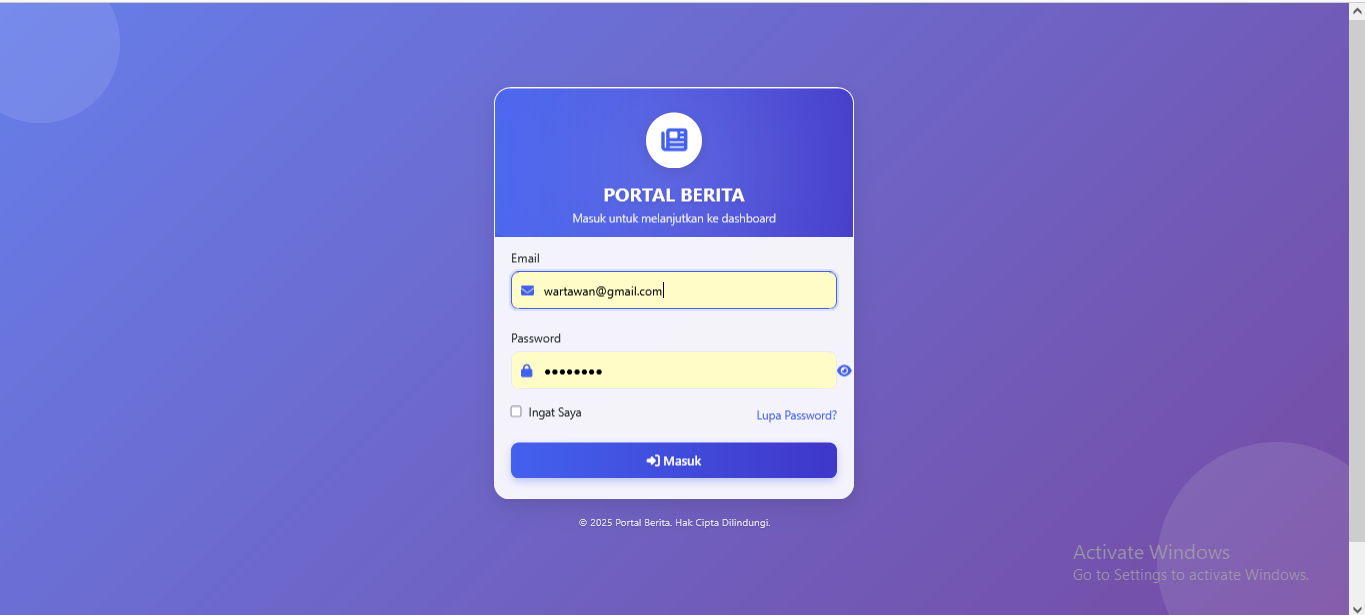 PORTAL BERITA
Masuk untuk melanjutkan ke dashboard
Email
wartawan@gmail.com
Password
••••••••
Ingat Saya
Lupa Password?
Masuk
© 2025 Portal Berita. Hak Cipta Dilindungi.
Activate Windows
Go to Settings to activate Windows.